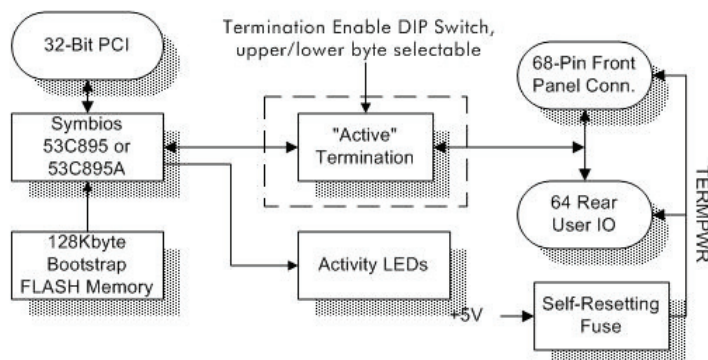 32-Bit PCI
Termination Enable DIP Switch,
upper/lower byte selectable
68-Pin Front
Panel Conn.
Symbios
53C895 or
53C895A
"Active"
Termination
64 Rear
User IO
TERMPWR
128Kbyte
Bootstrap
FLASH Memory
Activity LEDs
+5V
Self-Resetting
Fuse